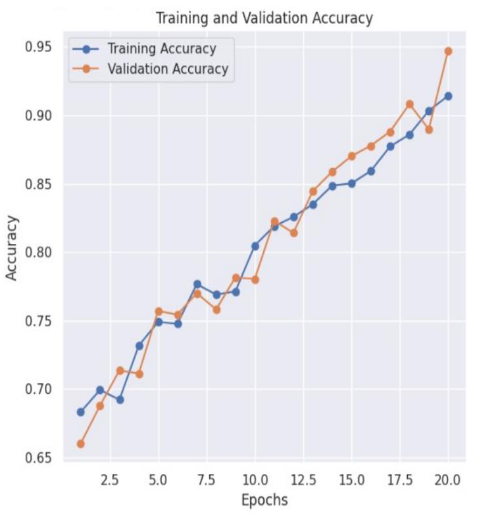 Training and Validation Accuracy
Training Accuracy
Validation Accuracy
Accuracy
0.95
0.90
0.85
0.80
0.75
0.70
0.65
2.5 5.0 7.5 10.0 12.5 15.0 17.5 20.0
Epochs